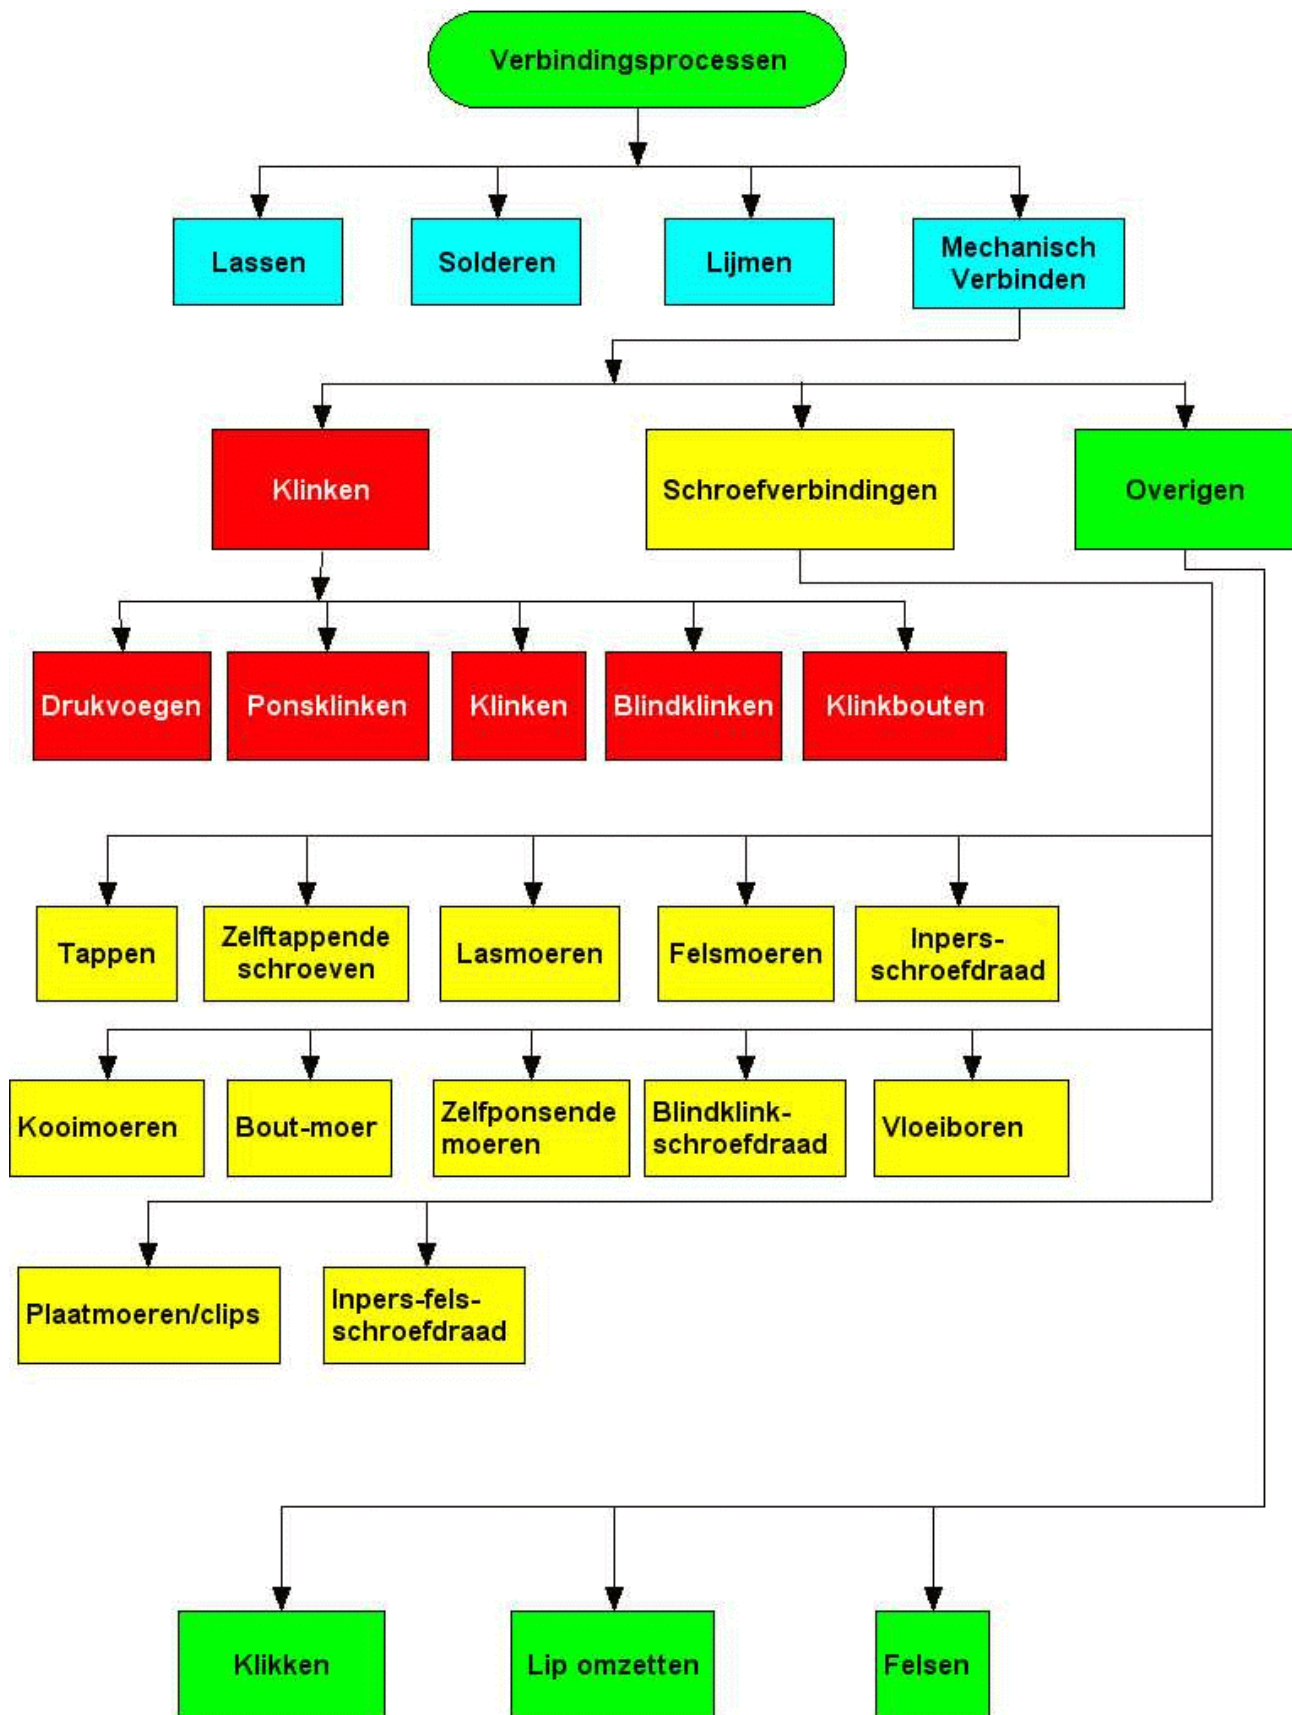 Verbindingsprocessen
Lassen
Solderen
Lijmen
Mechanisch
Verbinden
Klinken
Schroefverbindingen
Overigen
Drukvoegen
Ponsklinken
Klinken
Blindklinken
Klinkbouten
Tappen
Zelftappende
schroeven
Lasmoeren
Felsmoeren
Inpers-
schroefdraad
Kooimoeren
Bout-moer
Zelfponsende
moeren
Blindklink-
schroefdraad
Vloeiboren
Plaatmoeren/clips
Inpers-fels-
schroefdraad
Klikken
Lip omzetten
Felsen